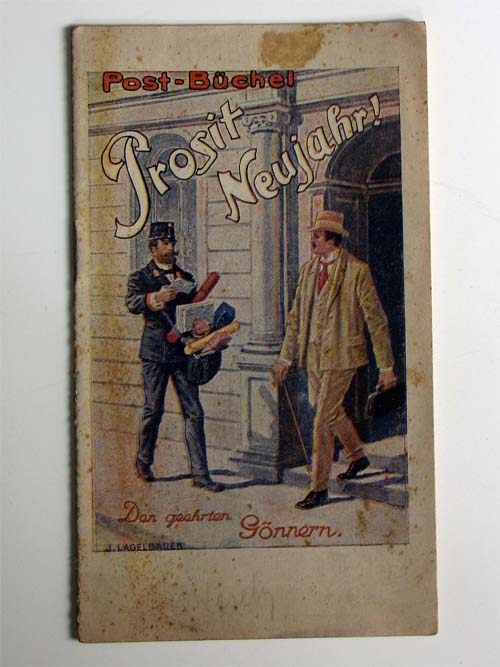 Post-Büchel
Prosit
Neujahr!
Den geehrten
Gönnern.
J. LAGELBAUER